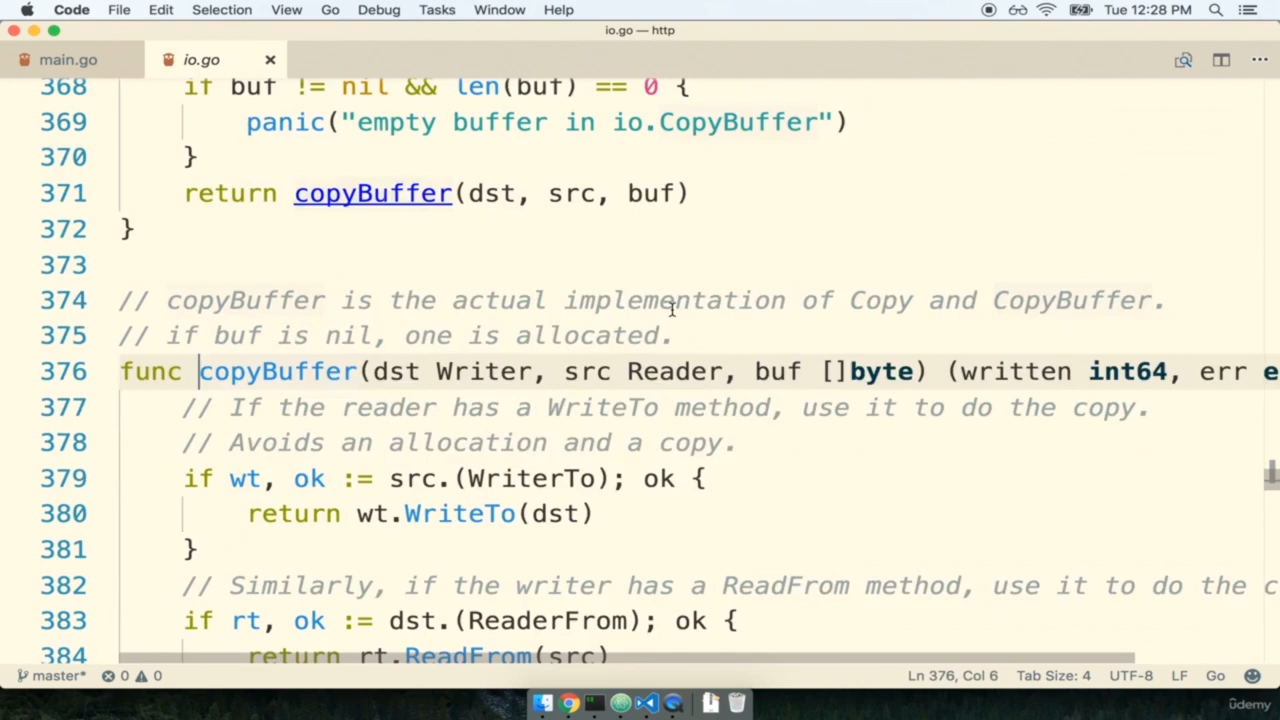 Code File Edit Selection View Go Debug Tasks Window Help Tue 12:28 PM
io.go — http
main.go io.go
368 if buf != nil && len(buf) == 0 {
369 panic("empty buffer in io.CopyBuffer")
370 }
371 return copyBuffer(dst, src, buf)
372 }
373
374 // copyBuffer is the actual implementation of Copy and CopyBuffer.
375 // if buf is nil, one is allocated.
376 func copyBuffer(dst Writer, src Reader, buf []byte) (written int64, err e
377 // If the reader has a WriteTo method, use it to do the copy.
378 // Avoids an allocation and a copy.
379 if wt, ok := src.(WriterTo); ok {
380 return wt.WriteTo(dst)
381 }
382 // Similarly, if the writer has a ReadFrom method, use it to do the c
383 if rt, ok := dst.(ReaderFrom); ok {
384 return rt.ReadFrom(src)
master* 0 0 Ln 376, Col 6 Tab Size: 4 UTF-8 LF Go
ûdemy